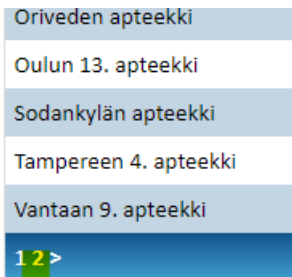 Oriveden apteekki
Oulun 13. apteekki
Sodankylän apteekki
Tampereen 4. apteekki
Vantaan 9. apteekki
1 2 >